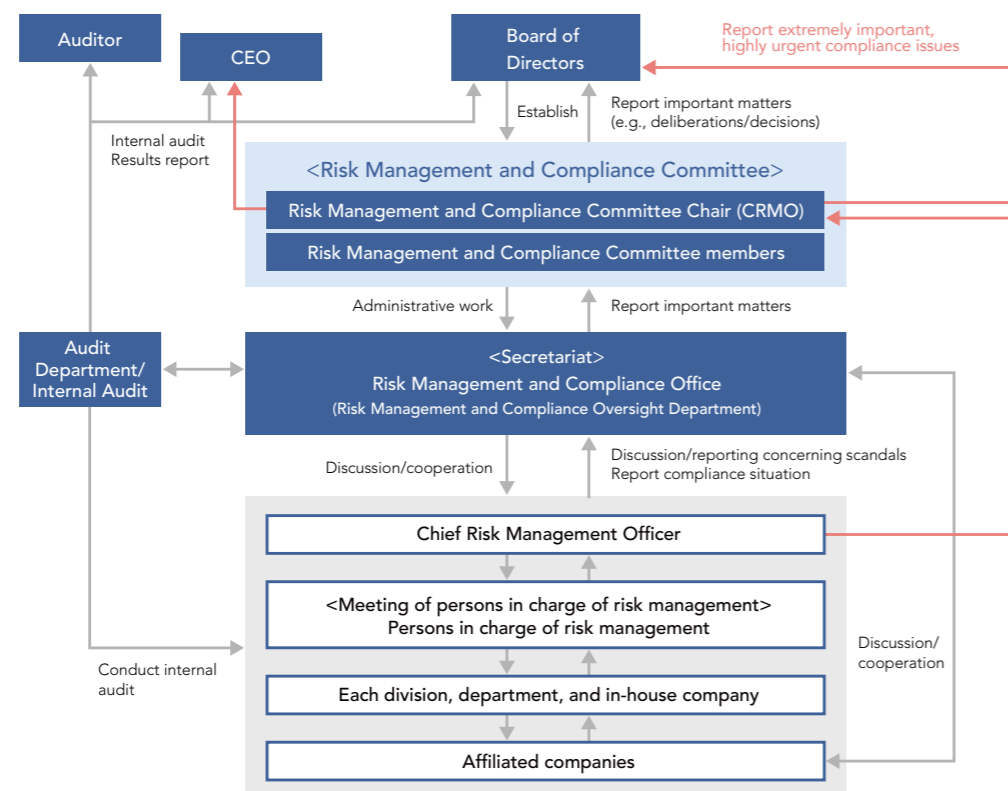 Auditor
CEO
Board of
Directors
Report extremely important,
highly urgent compliance issues
Internal audit
Results report
Establish
Report important matters
(e.g., deliberations/decisions)
<Risk Management and Compliance Committee>
Risk Management and Compliance Committee Chair (CRMO)
Risk Management and Compliance Committee members
Administrative work
Report important matters
Audit
Department/
Internal Audit
<Secretariat>
Risk Management and Compliance Office
(Risk Management and Compliance Oversight Department)
Discussion/cooperation
Discussion/reporting concerning scandals
Report compliance situation
Chief Risk Management Officer
<Meeting of persons in charge of risk management>
Persons in charge of risk management
Discussion/
cooperation
Conduct internal
audit
Each division, department, and in-house company
Affiliated companies